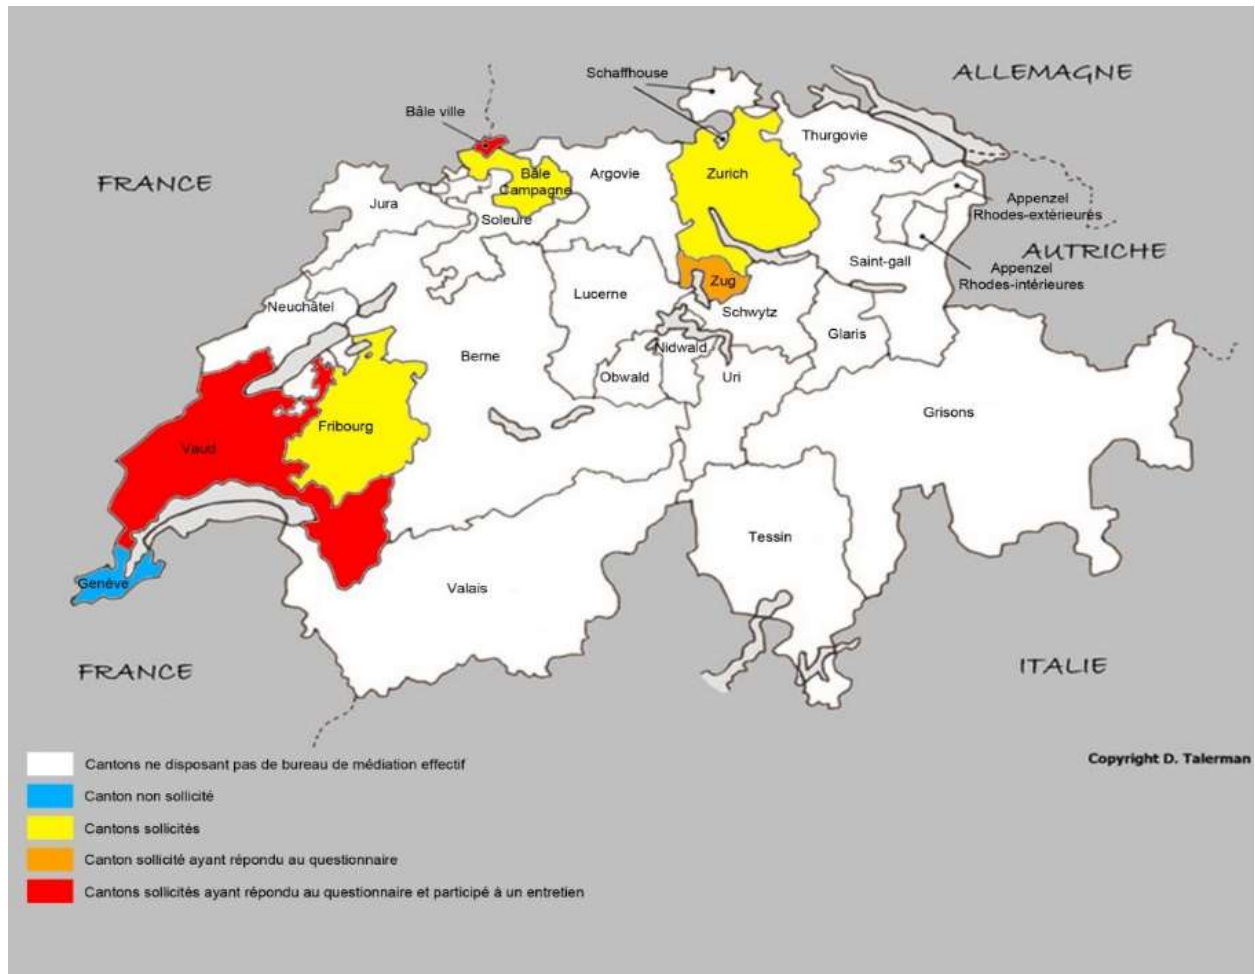 ALLEMAGNE
Schaffhouse
Bâle ville
Thurgovie
FRANCE
Bâle
Campagne
Argovie
Zurich
Jura
Soleure
Appenzel
Rhodes-extérieures
AUTRICHE
Saint-gall
Appenzel
Rhodes-intérieures
Zug
Lucerne
Neuchâtel
Schwytz
Glaris
Nidwald
Berne
Obwald
Uri
Grisons
Fribourg
Vaud
Tessin
Genève
Valais
FRANCE
ITALIE
Cantons ne disposant pas de bureau de médiation effectif
Copyright D. Talerman
Canton non sollicité
Cantons sollicités
Canton sollicité ayant répondu au questionnaire
Cantons sollicités ayant répondu au questionnaire et participé à un entretien